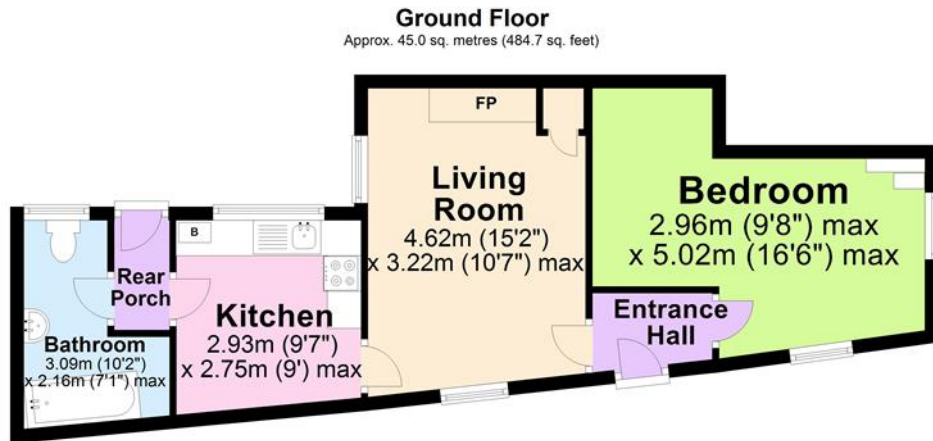 Ground Floor
Approx. 45.0 sq. metres (484.7 sq. feet)
FP
Living
Room
4.62m (15'2")
x 3.22m (10'7") max
Bedroom
2.96m (9'8") max
x 5.02m (16'6") max
B
Rear
Porch
Kitchen
2.93m (9'7")
x 2.75m (9') max
Entrance
Hall
Bathroom
3.09m (10'2")
x 2.16m (7'1") max